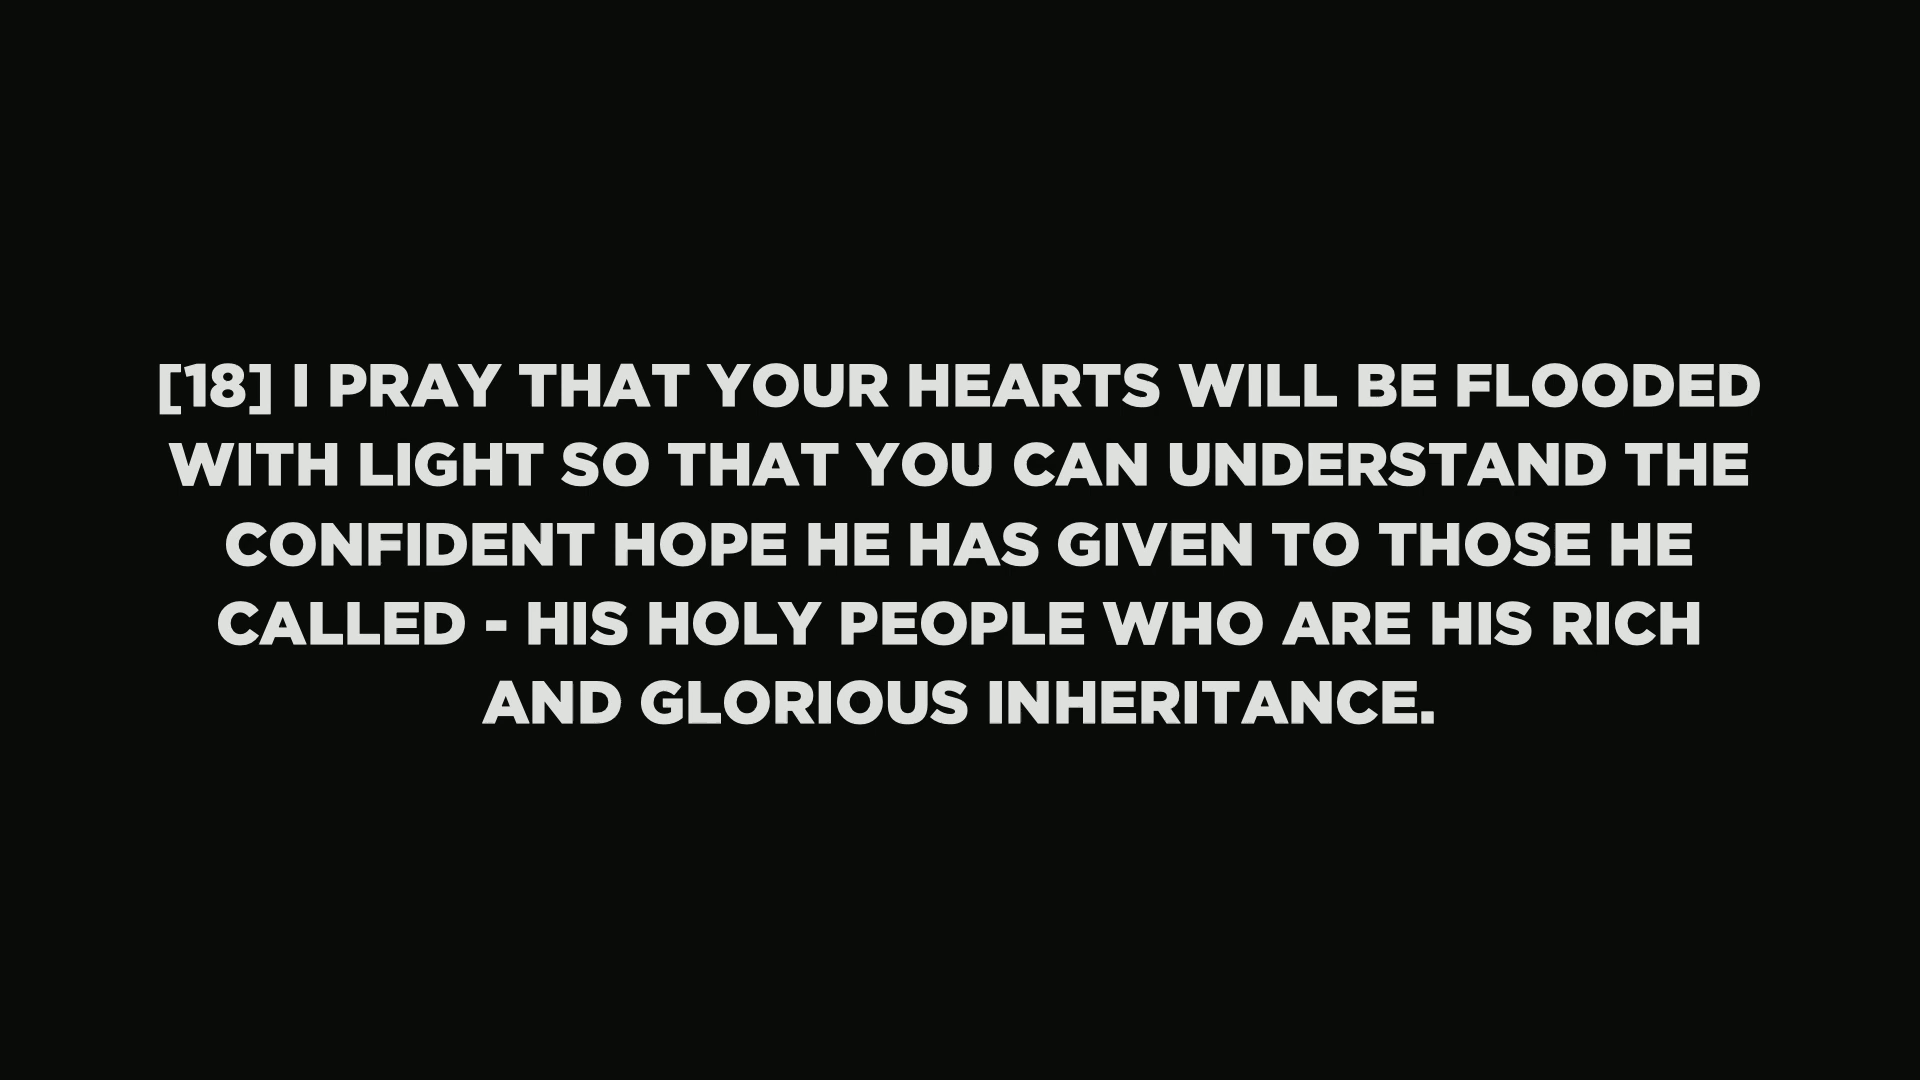 [18] I PRAY THAT YOUR HEARTS WILL BE FLOODED
WITH LIGHT SO THAT YOU CAN UNDERSTAND THE
CONFIDENT HOPE HE HAS GIVEN TO THOSE HE
CALLED - HIS HOLY PEOPLE WHO ARE HIS RICH
AND GLORIOUS INHERITANCE.